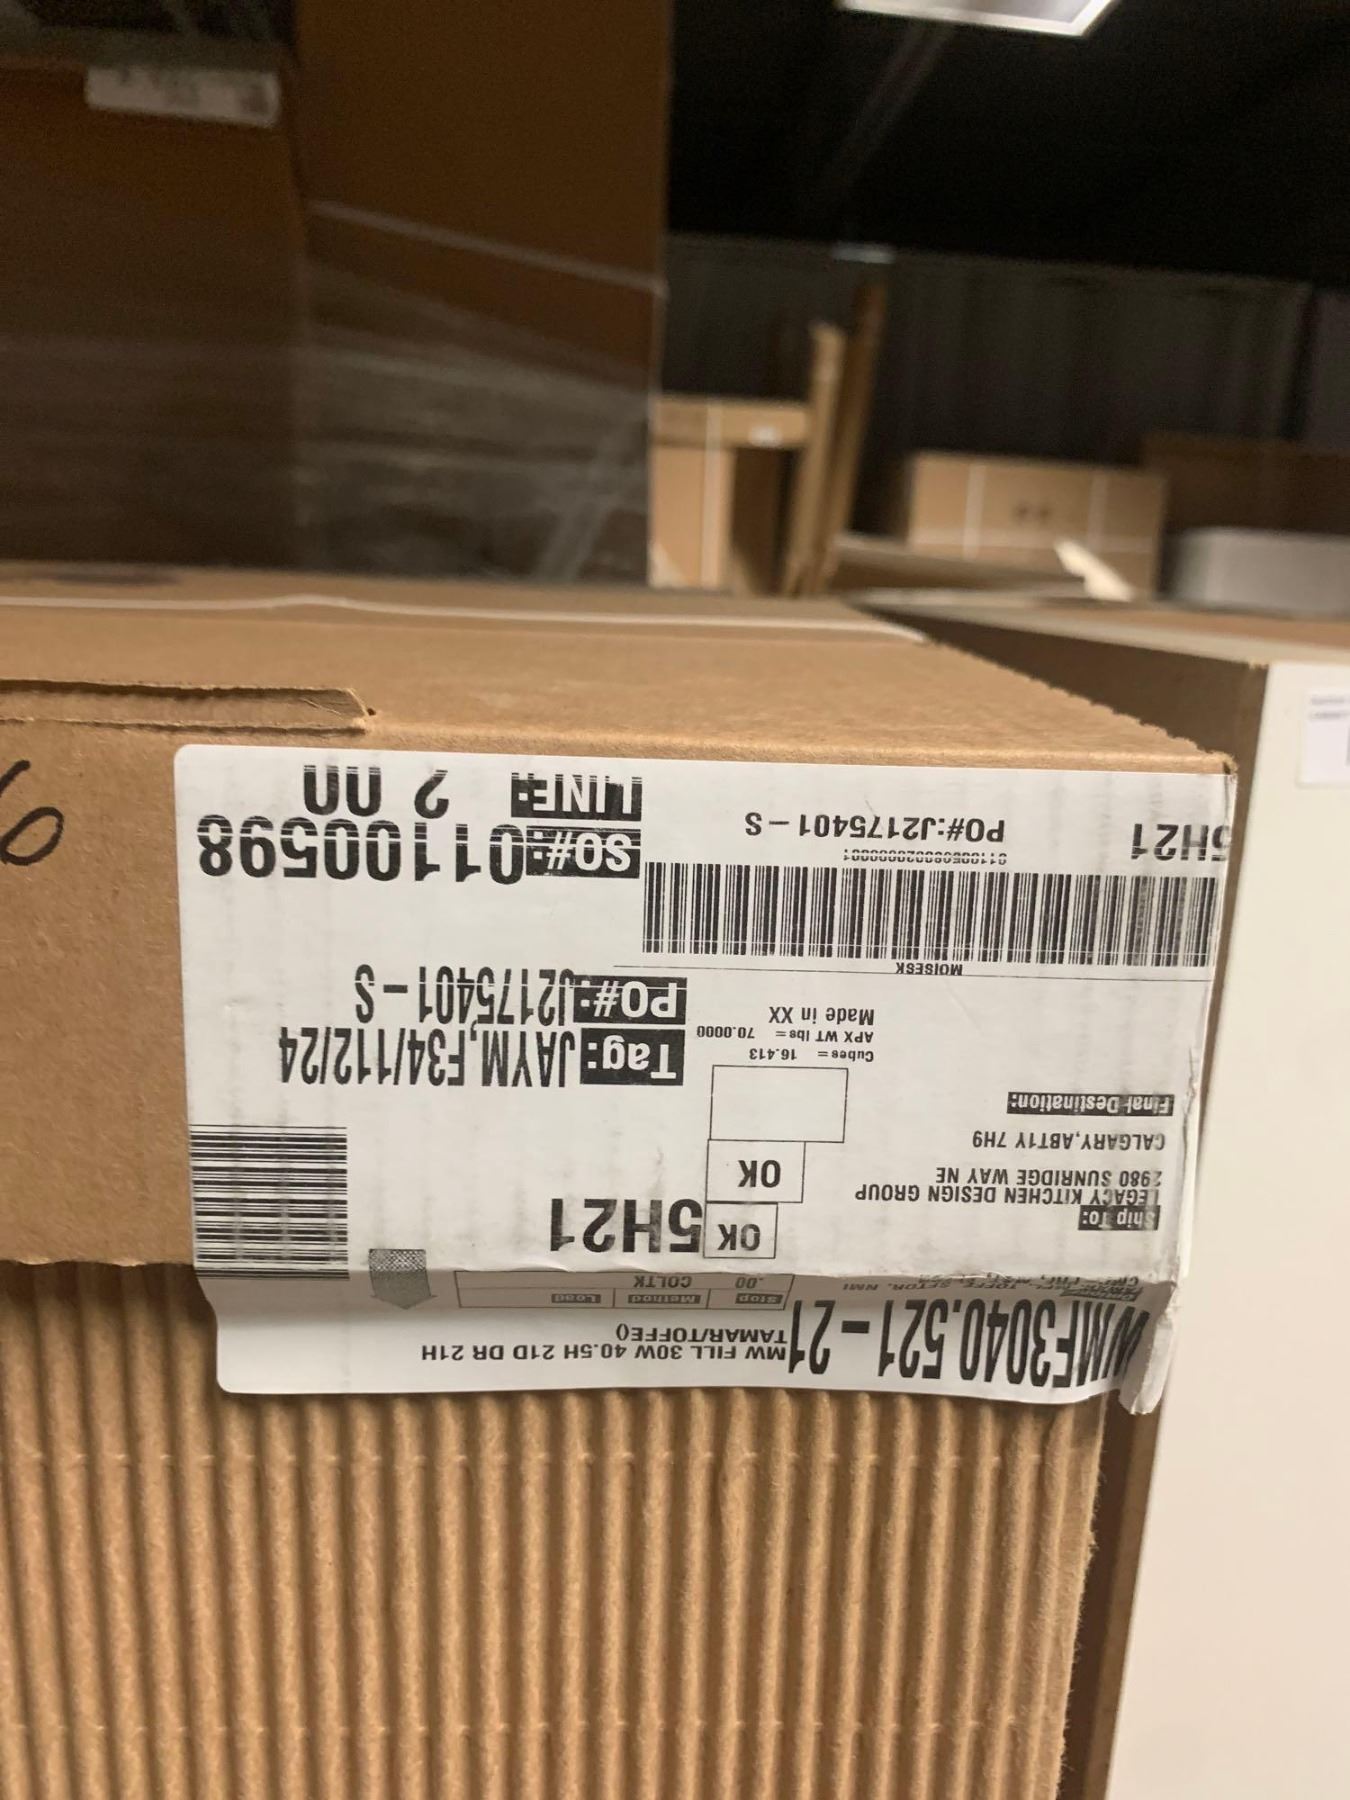 WMF3040.521-21
MW FILL 30W 40.5H 21D DR 21H
TAMAR/TOFFE()
Stop Method Load
.00 COLTK
Ship To:
LEGACY KITCHEN DESIGN GROUP
2980 SUNRIDGE WAY NE
CALGARY,ABT1Y 7H9
Final Destination:
OK
5H21
OK
Cubes= 16.413
APX WT lbs= 70.0000
Made in XX
Tag: JAYM,F34/112/24
PO#: J2175401-S
MOISESK
SO#: 01100598
LINE: 2.00
5H21
PO#:J2175401-S
6